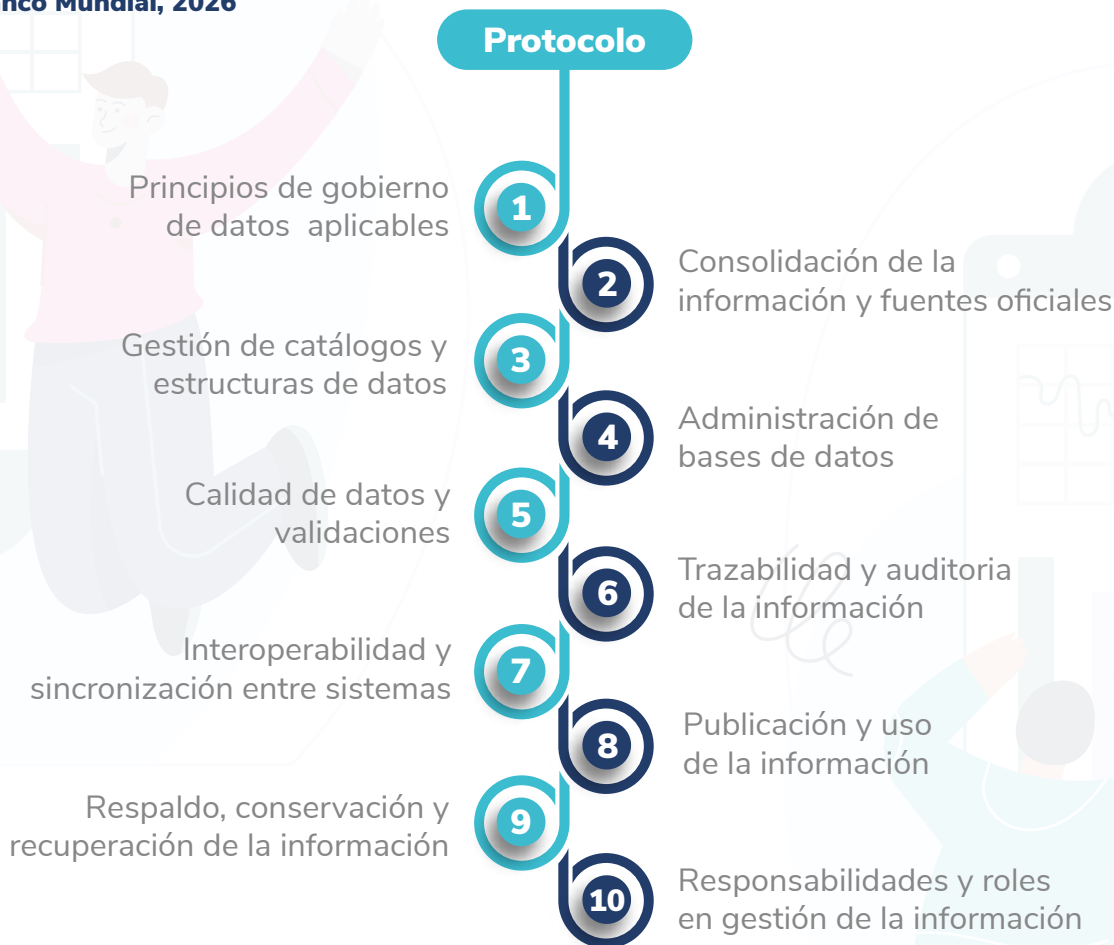 Mundial, 2026
Protocolo
Principios de gobierno
de datos aplicables
1
2
Consolidación de la
información y fuentes oficiales
Gestión de catálogos y
estructuras de datos
3
4
Administración de
bases de datos
Calidad de datos y
validaciones
5
6
Trazabilidad y auditoria
de la información
Interoperabilidad y
sincronización entre sistemas
7
8
Publicación y uso
de la información
Respaldo, conservación y
recuperación de la información
9
10
Responsabilidades y roles
en gestión de la información